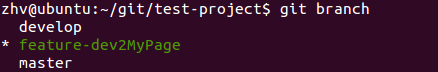 zhv@ubuntu:~/git/test-project$ git branch
  develop
* feature-dev2MyPage
  master